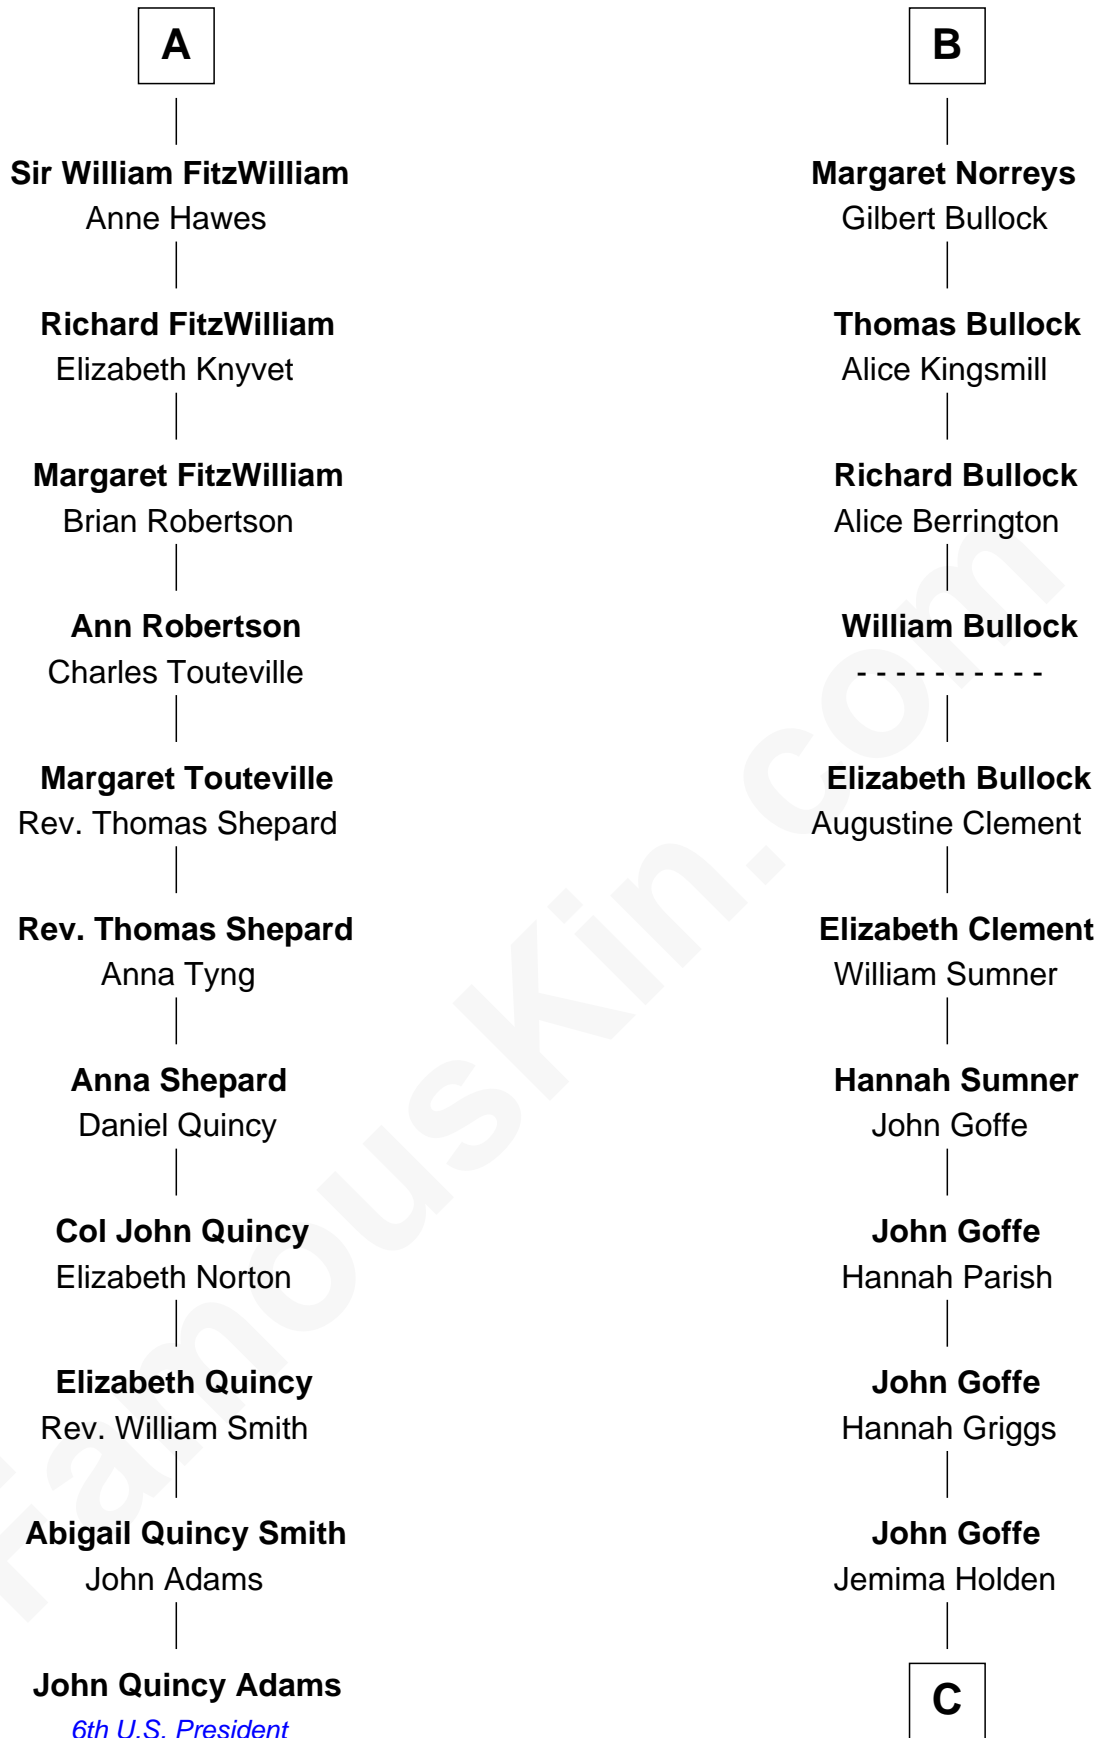 A
Sir William FitzWilliam
Anne Hawes
Richard FitzWilliam
Elizabeth Knyvet
Margaret FitzWilliam
Brian Robertson
Ann Robertson
Charles Touteville
Margaret Touteville
Rev. Thomas Shepard
Rev. Thomas Shepard
Anna Tyng
Anna Shepard
Daniel Quincy
Col John Quincy
Elizabeth Norton
Elizabeth Quincy
Rev. William Smith
Abigail Quincy Smith
John Adams
John Quincy Adams
6th U.S. President
B
Margaret Norreys
Gilbert Bullock
Thomas Bullock
Alice Kingsmill
Richard Bullock
Alice Berrington
William Bullock
- - - - - - - - - -
Elizabeth Bullock
Augustine Clement
Elizabeth Clement
William Sumner
Hannah Sumner
John Goffe
John Goffe
Hannah Parish
John Goffe
Hannah Griggs
John Goffe
Jemima Holden
C
FamousKin.com